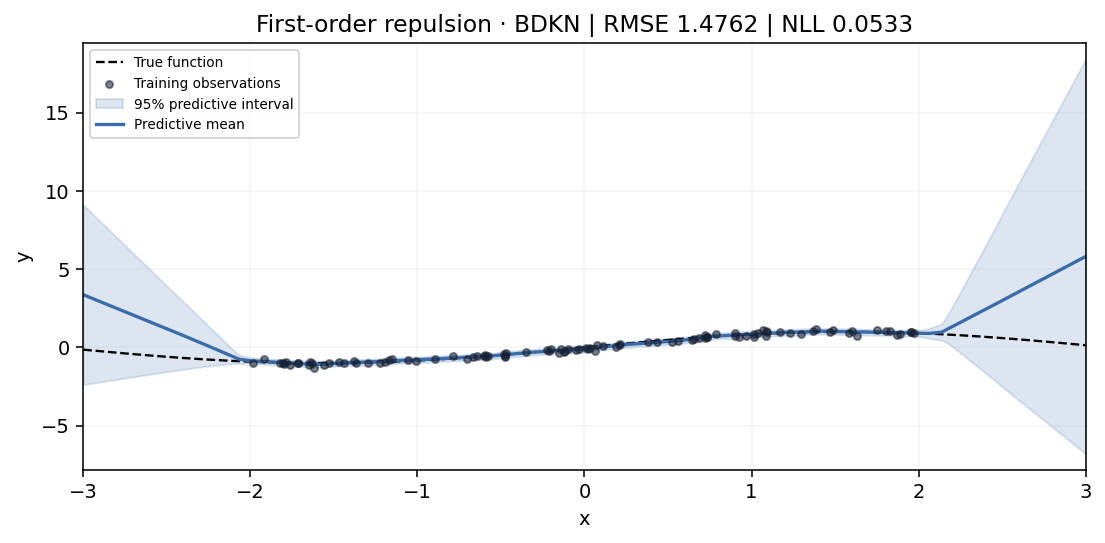 First-order repulsion · BDKN | RMSE 1.4762 | NLL 0.0533
True function
Training observations
95% predictive interval
Predictive mean
15
10
5
0
−5
y
−3
−2
−1
0
1
2
3
x